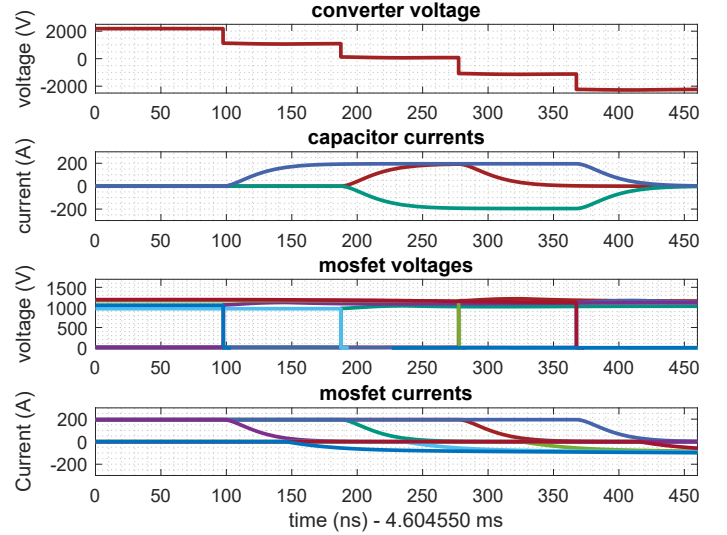 converter voltage
voltage (V)
2000
0
-2000
0 50 100 150 200 250 300 350 400 450
capacitor currents
current (A)
200
0
-200
0 50 100 150 200 250 300 350 400 450
mosfet voltages
voltage (V)
1500
1000
500
0
0 50 100 150 200 250 300 350 400 450
mosfet currents
Current (A)
200
0
-200
0 50 100 150 200 250 300 350 400 450
time (ns) - 4.604550 ms